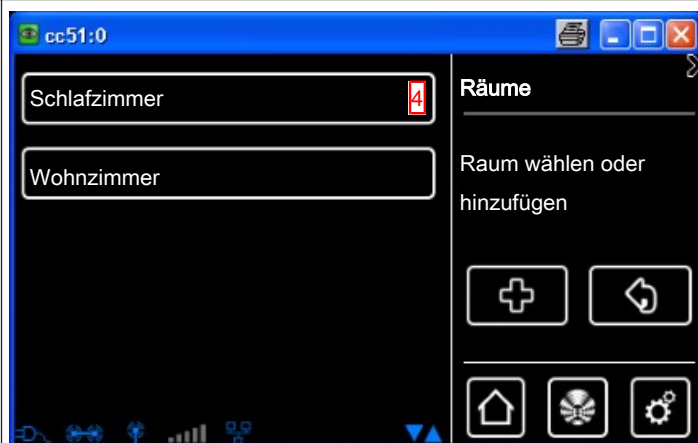 cc51:0
Schlafzimmer 4
Wohnzimmer
Räume
Raum wählen oder
hinzufügen